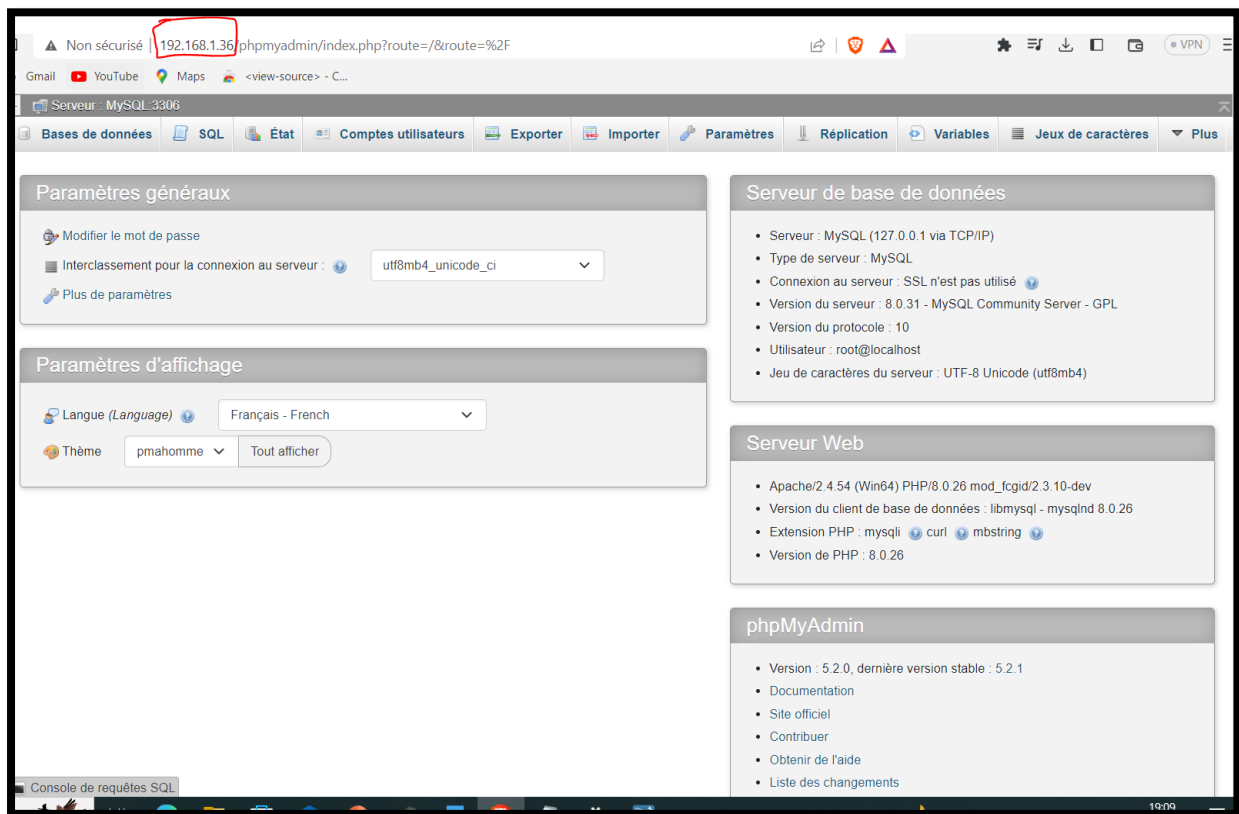 Non sécurisé | 192.168.1.36/phpmyadmin/index.php?route=/&route=%2F
VPN
Gmail YouTube Maps <view-source> - C...
Serveur : MySQL:3306
Bases de données SQL État Comptes utilisateurs Exporter Importer Paramètres Réplication Variables Jeux de caractères Plus
Paramètres généraux
Modifier le mot de passe
Interclassement pour la connexion au serveur : utf8mb4_unicode_ci
Plus de paramètres
Paramètres d'affichage
Langue (Language) Français - French
Thème pmahomme Tout afficher
Serveur de base de données
Serveur : MySQL (127.0.0.1 via TCP/IP)
Type de serveur : MySQL
Connexion au serveur : SSL n'est pas utilisé
Version du serveur : 8.0.31 - MySQL Community Server - GPL
Version du protocole : 10
Utilisateur : root@localhost
Jeu de caractères du serveur : UTF-8 Unicode (utf8mb4)
Serveur Web
Apache/2.4.54 (Win64) PHP/8.0.26 mod_fcgid/2.3.10-dev
Version du client de base de données : libmysql - mysqlnd 8.0.26
Extension PHP : mysqli curl mbstring
Version de PHP : 8.0.26
phpMyAdmin
Version : 5.2.0, dernière version stable : 5.2.1
Documentation
Site officiel
Contribuer
Obtenir de l'aide
Liste des changements
Console de requêtes SQL
19:09